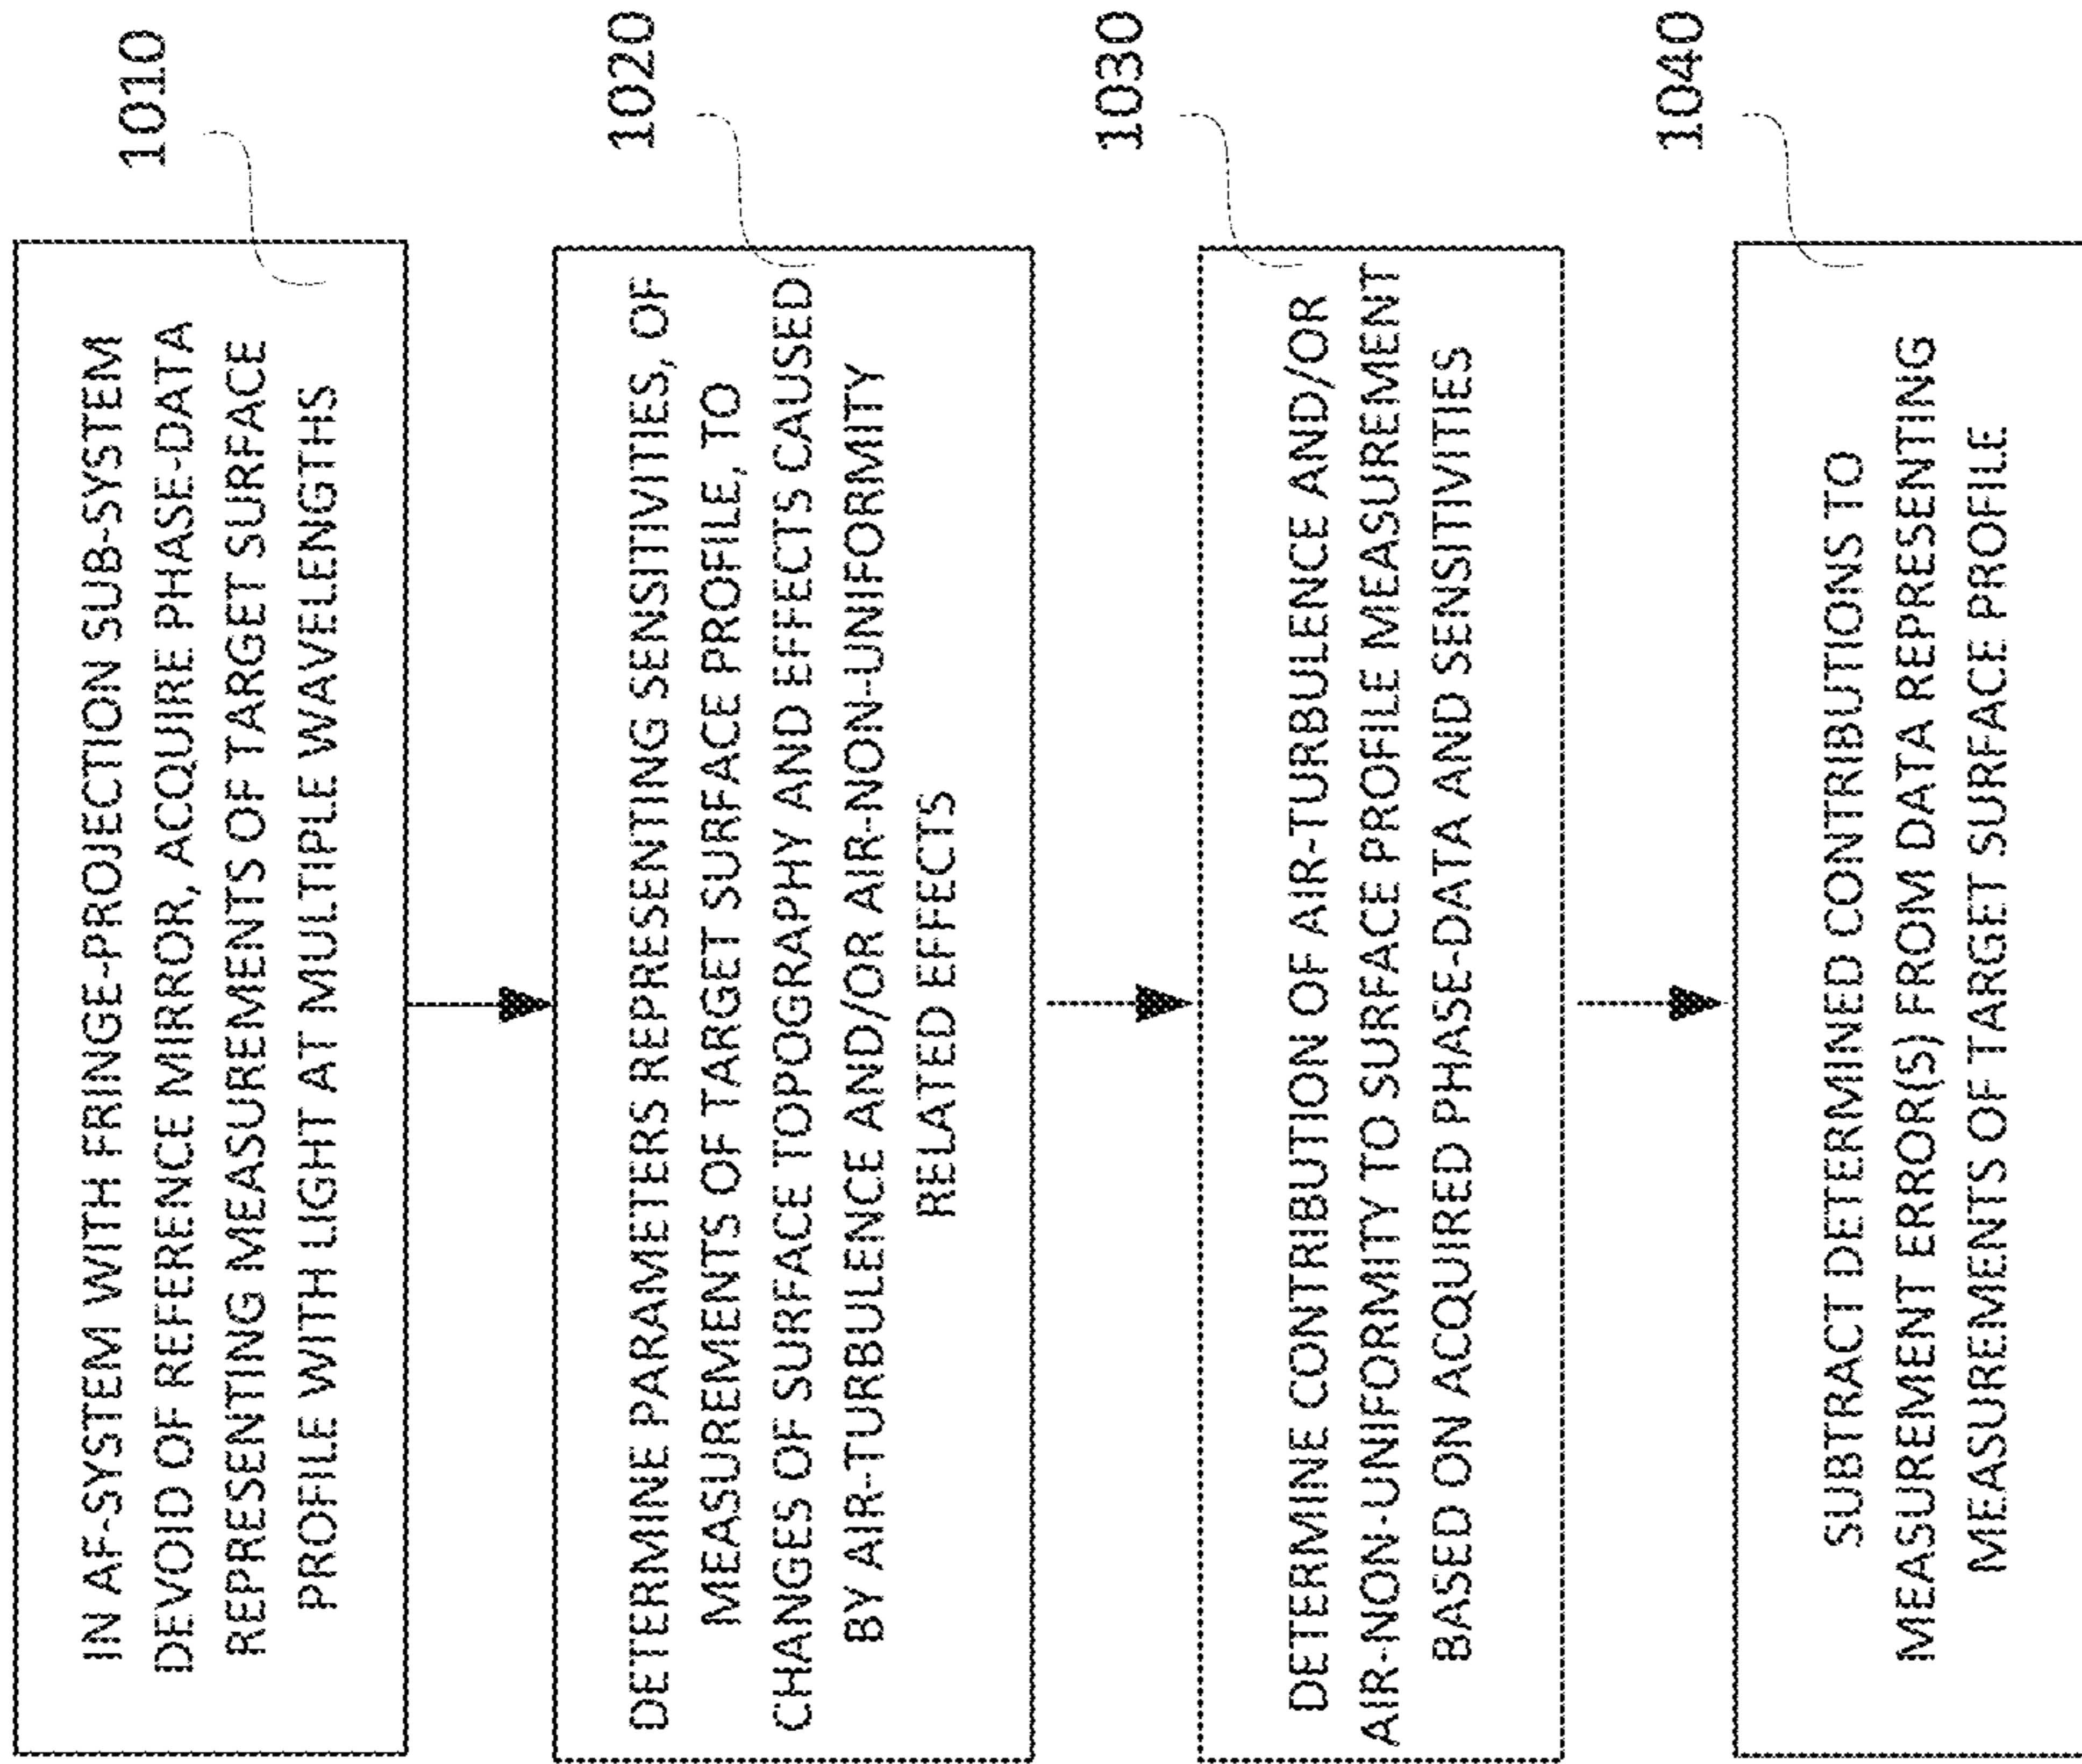 IN AF-SYSTEM WITH FRINGE-PROJECTION SUB-SYSTEM
DEVOID OF REFERENCE MIRROR, ACQUIRE PHASE-DATA
REPRESENTING MEASUREMENTS OF TARGET SURFACE
PROFILE WITH LIGHT AT MULTIPLE WAVELENGTHS
1010
DETERMINE PARAMETERS REPRESENTING SENSITIVITIES, OF
MEASUREMENTS OF TARGET SURFACE PROFILE, TO
CHANGES OF SURFACE TOPOGRAPHY AND EFFECTS CAUSED
BY AIR-TURBULENCE AND/OR AIR-NON-UNIFORMITY
RELATED EFFECTS
1020
DETERMINE CONTRIBUTION OF AIR-TURBULENCE AND/OR
AIR-NON-UNIFORMITY TO SURFACE PROFILE MEASUREMENT
BASED ON ACQUIRED PHASE-DATA AND SENSITIVITIES
1030
SUBTRACT DETERMINED CONTRIBUTIONS TO
MEASUREMENT ERROR(S) FROM DATA REPRESENTING
MEASUREMENTS OF TARGET SURFACE PROFILE
1040